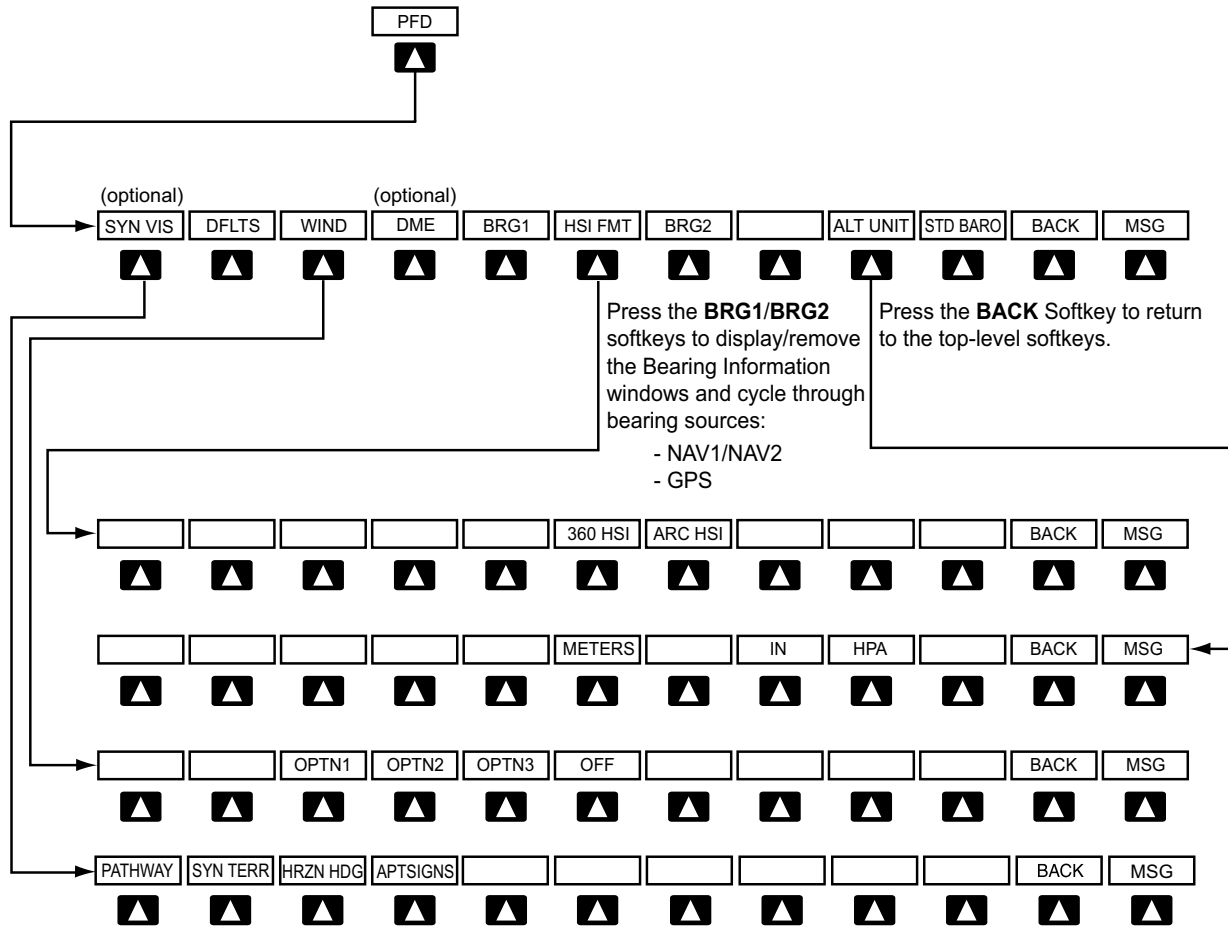 PFD
(optional) (optional)
SYN VIS DFLTS WIND DME BRG1 HSI FMT BRG2 ALT UNIT STD BARO BACK MSG
Press the BRG1/BRG2
softkeys to display/remove
the Bearing Information
windows and cycle through
bearing sources:
- NAV1/NAV2
- GPS
Press the BACK Softkey to return
to the top-level softkeys.
360 HSI ARC HSI BACK MSG
METERS IN HPA BACK MSG
OPTN1 OPTN2 OPTN3 OFF BACK MSG
PATHWAY SYN TERR HRZN HDG APTSIGNS BACK MSG